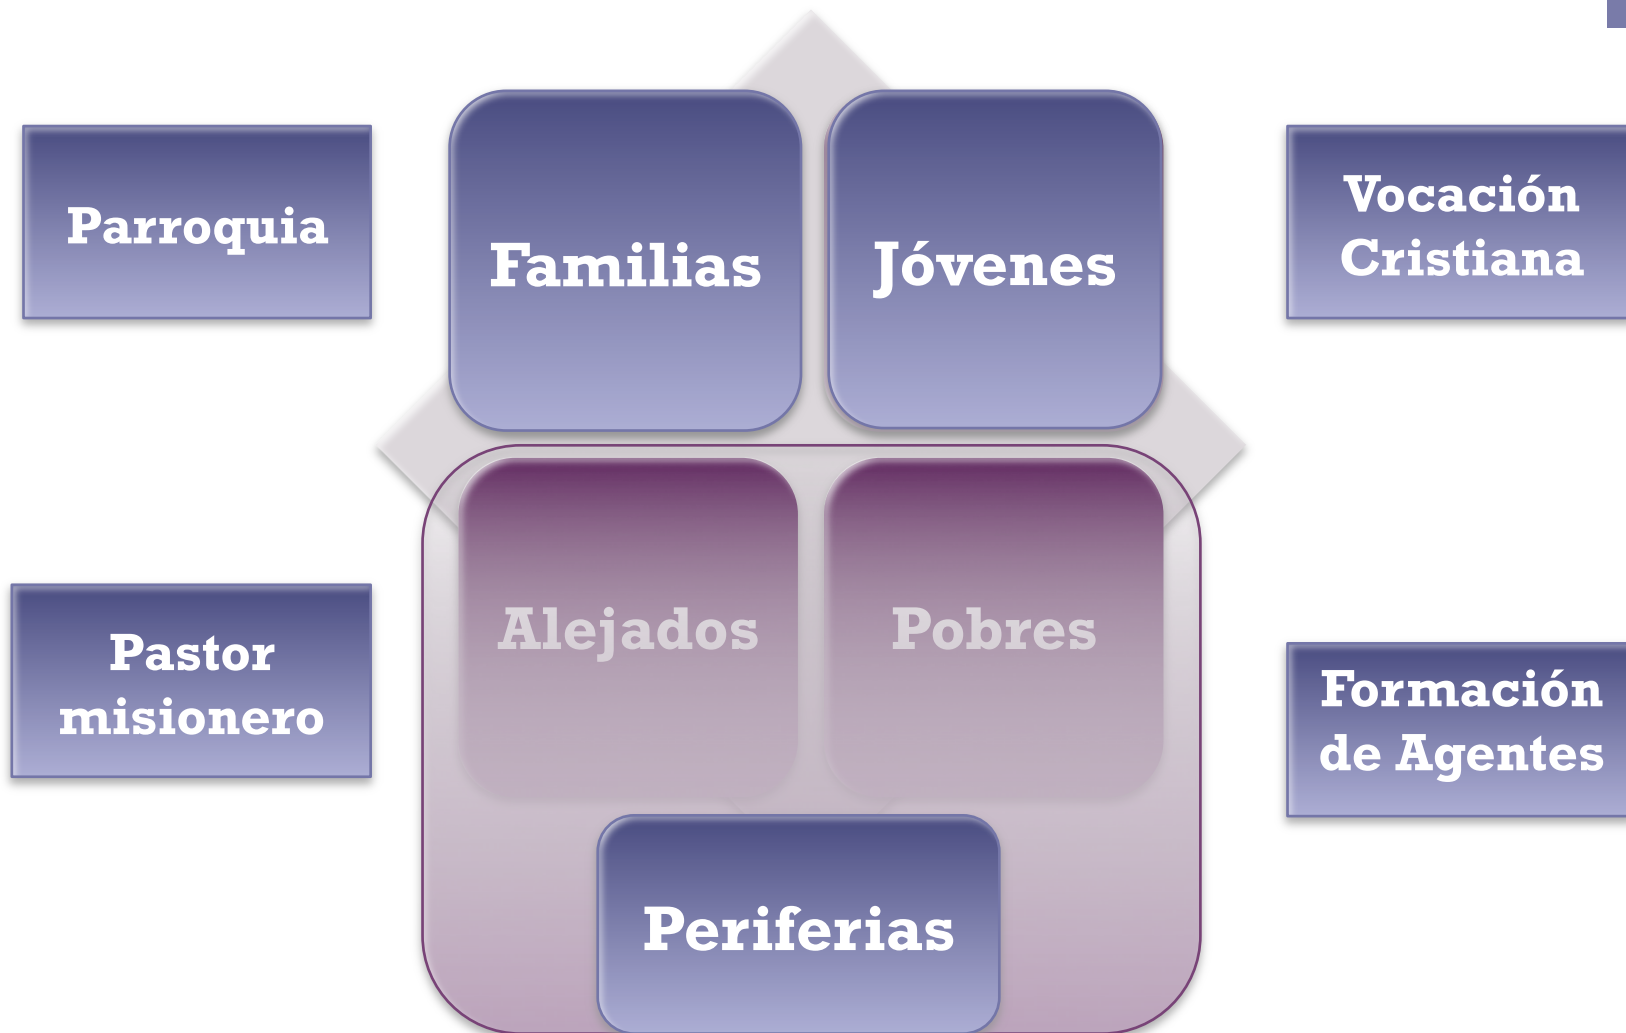 Parroquia
Familias
Jóvenes
Vocación
Cristiana
Pastor
misionero
Alejados
Pobres
Formación
de Agentes
Periferias